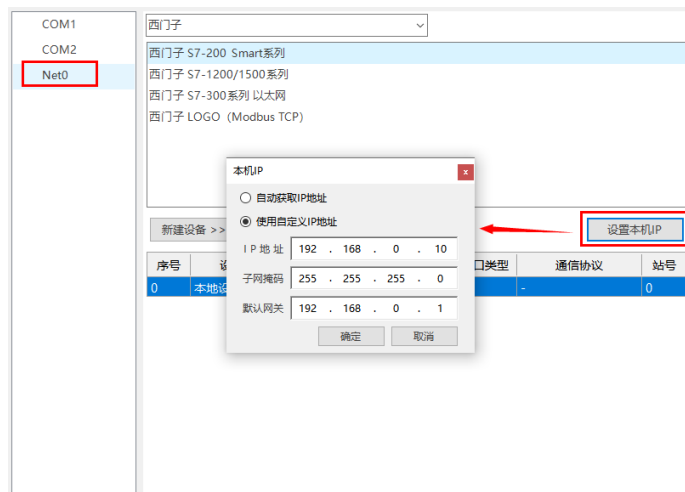 COM1
COM2
Net0
西门子
西门子 S7-200 Smart系列
西门子 S7-1200/1500系列
西门子 S7-300系列 以太网
西门子 LOGO（Modbus TCP）
本机IP
x
自动获取IP地址
使用自定义IP地址
IP地址 192 . 168 . 0 . 10
子网掩码 255 . 255 . 255 . 0
默认网关 192 . 168 . 0 . 1
确定 取消
新建设备 >>
设置本机IP
序号 通信协议 站号
0 本地 - 0